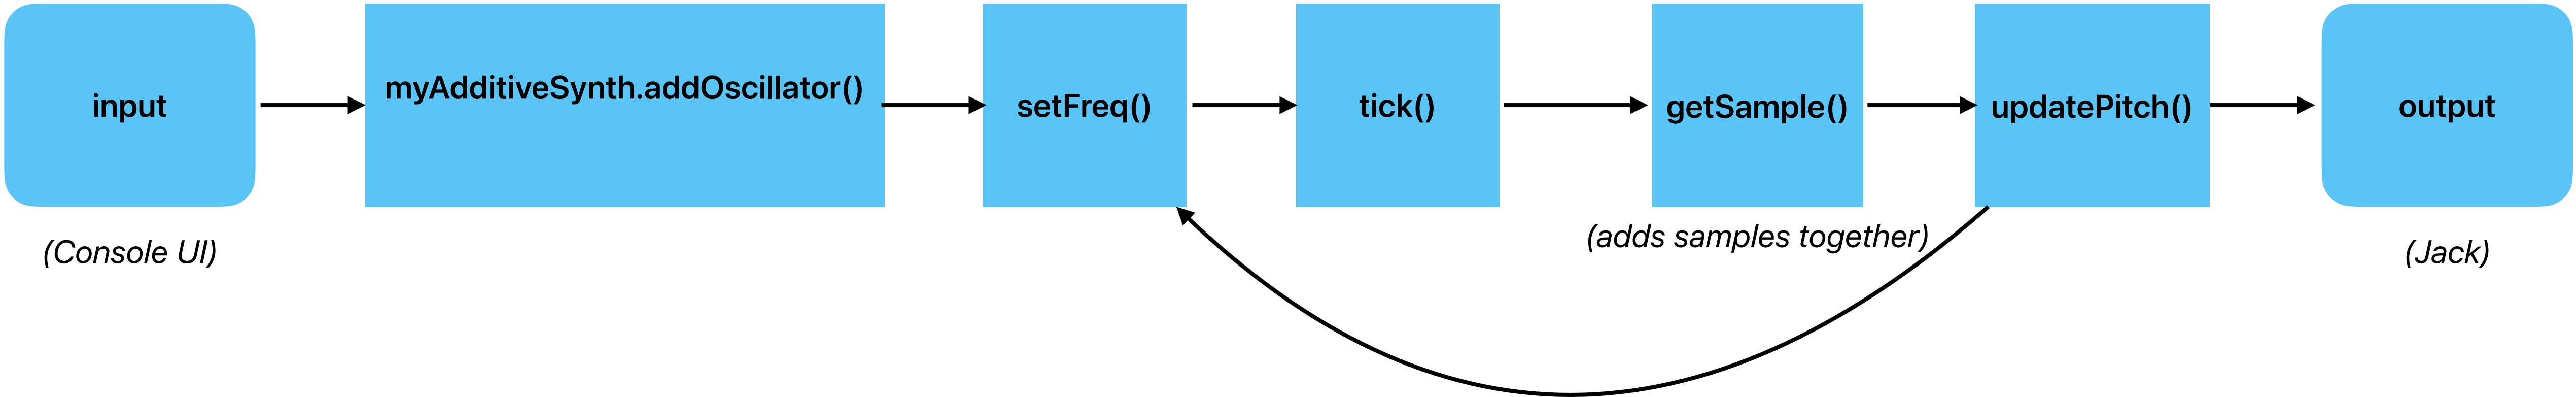 input
myAdditiveSynth.addOscillator()
setFreq()
tick()
getSample()
updatePitch()
output
(Console UI)
(adds samples together)
(Jack)